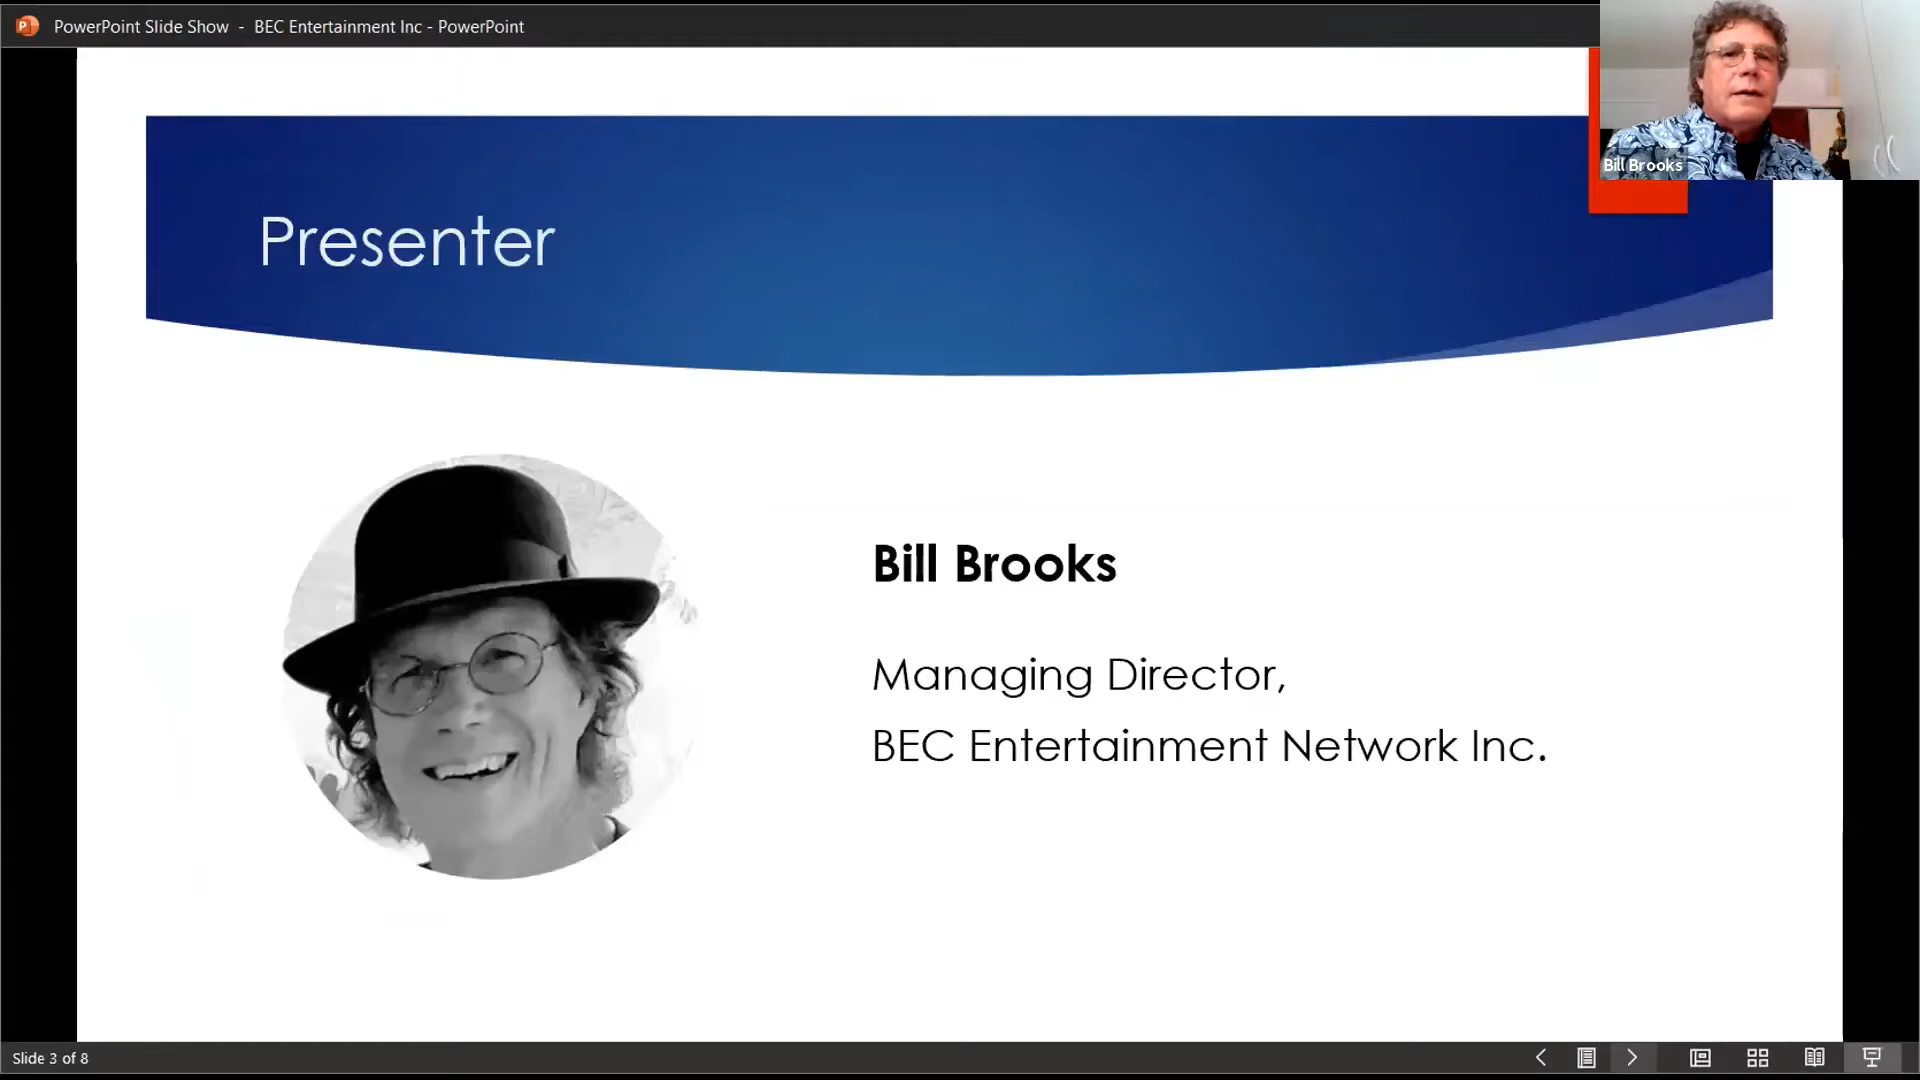 PowerPoint Slide Show - BEC Entertainment Inc - PowerPoint
Bill Brooks
Presenter
Bill Brooks
Managing Director,
BEC Entertainment Network Inc.
Slide 3 of 8